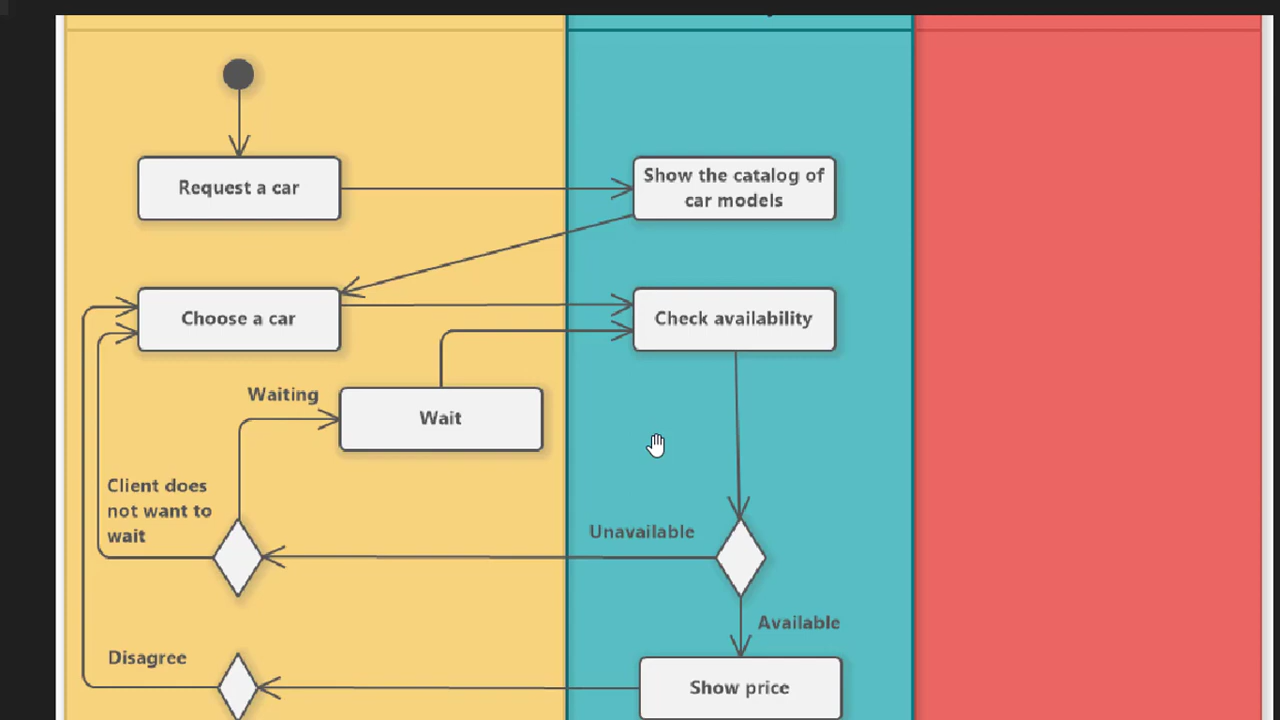 Request a car
Show the catalog of
car models
Choose a car
Check availability
Waiting
Wait
Client does
not want to
wait
Unavailable
Available
Disagree
Show price